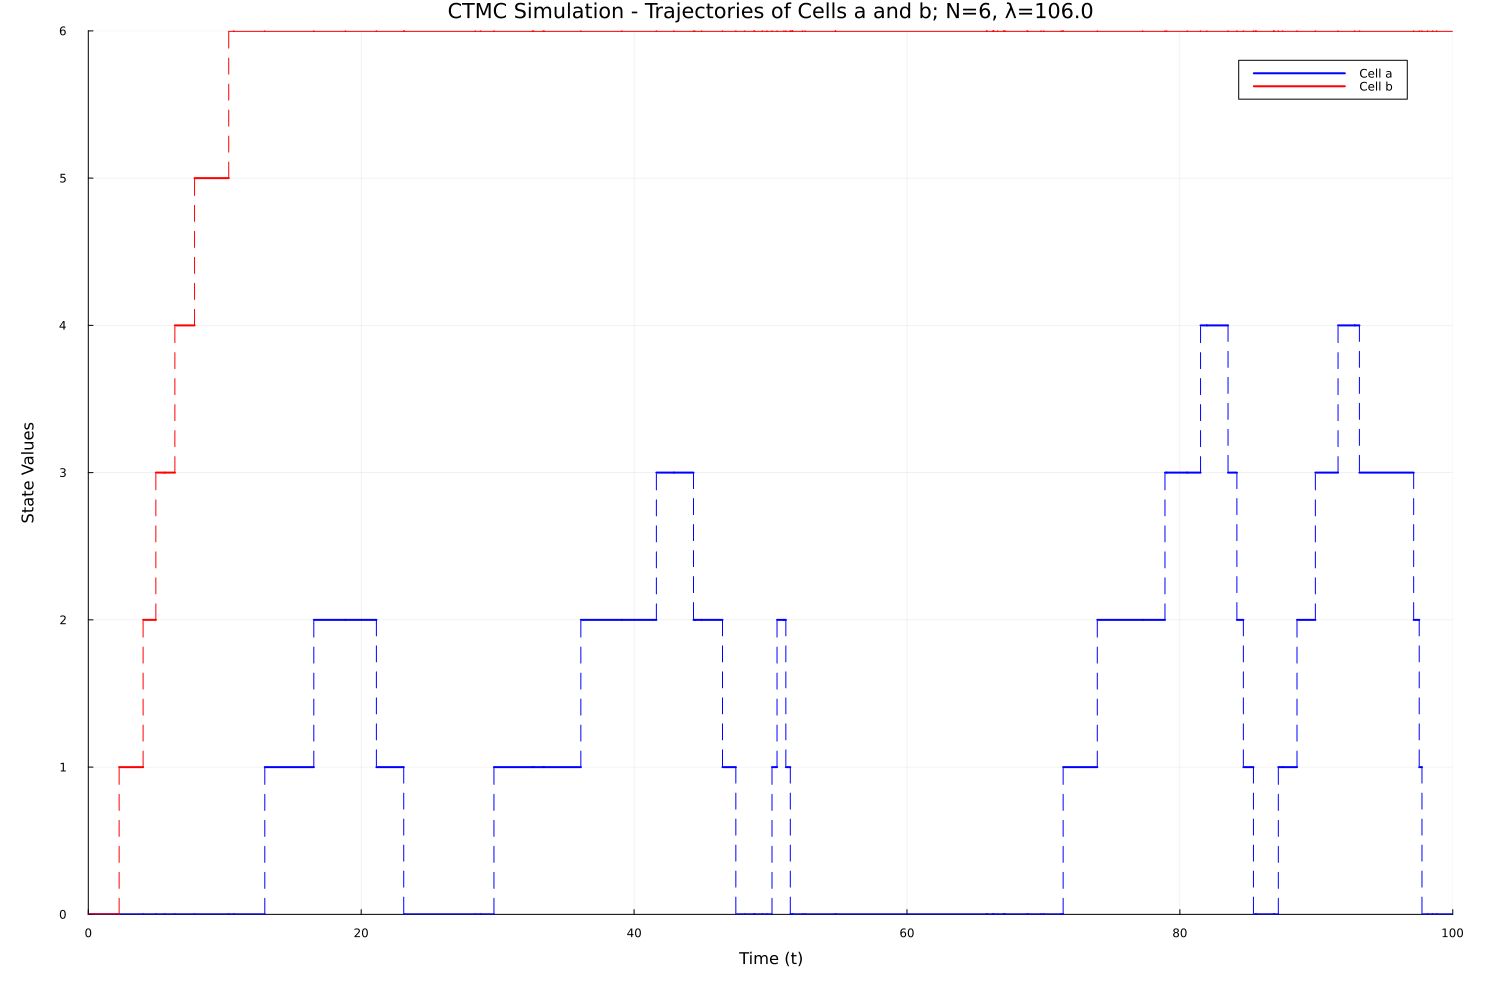 CTMC Simulation - Trajectories of Cells a and b; N=6, λ=106.0
6
Cell a
Cell b
5
4
State Values
3
2
1
0
0 20 40 60 80 100
Time (t)